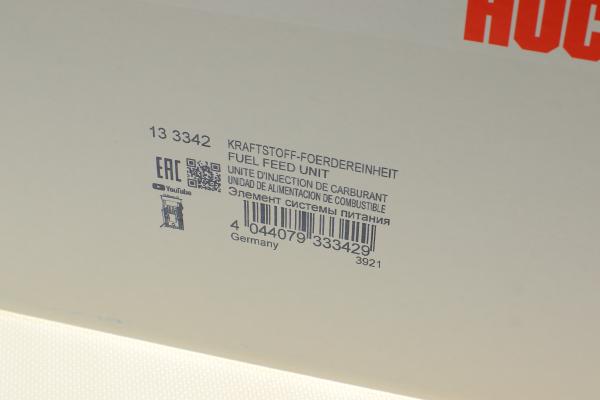 HUC
13 3342
KRAFTSTOFF-FOERDEREINHEIT
FUEL FEED UNIT
UNITE D'INJECTION DE CARBURANT
UNIDAD DE ALIMENTACION DE COMBUSTIBLE
Элемент системы питания
EAC
YouTube
4 044079 333429
Germany
3921